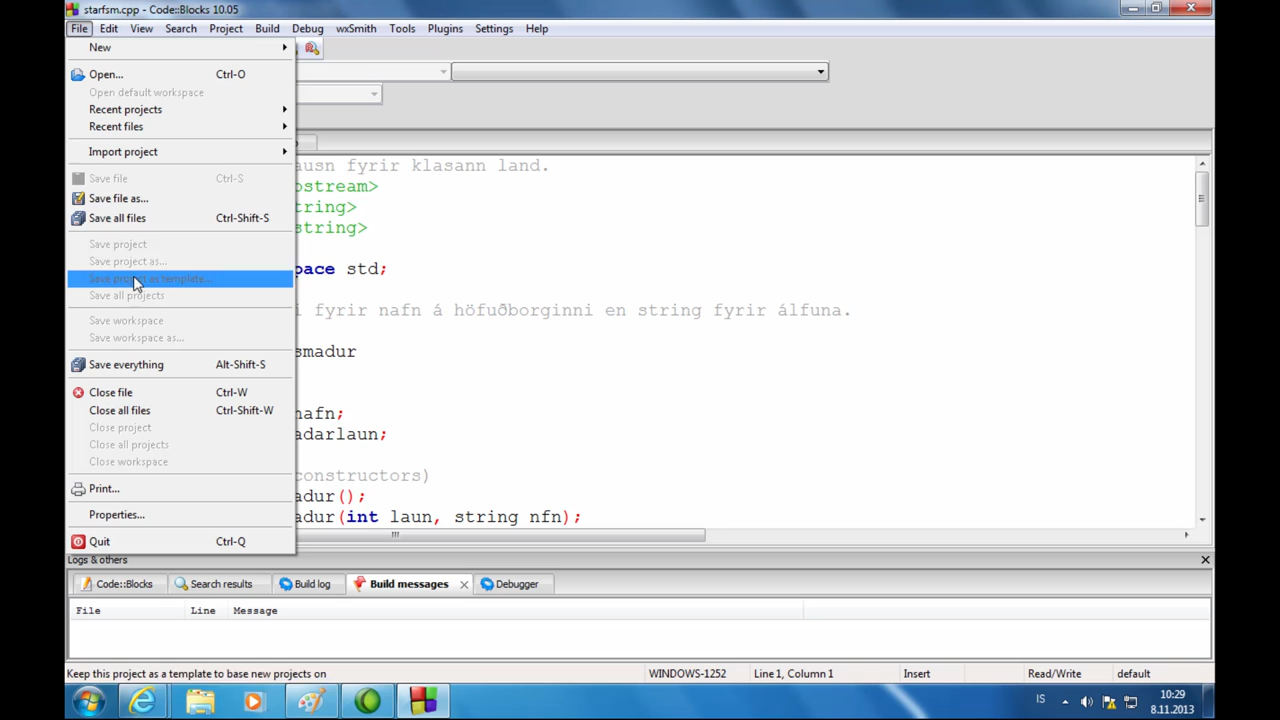 starfsm.cpp - Code::Blocks 10.05
File Edit View Search Project Build Debug wxSmith Tools Plugins Settings Help
New
Open... Ctrl-O
Open default workspace
Recent projects
Recent files
Import project
Save file Ctrl-S
Save file as...
Save all files Ctrl-Shift-S
Save project
Save project as...
Save project as template...
Save all projects
Save workspace
Save workspace as...
Save everything Alt-Shift-S
Close file Ctrl-W
Close all files Ctrl-Shift-W
Close project
Close all projects
Close workspace
Print...
Properties...
Quit Ctrl-Q
ausn fyrir klasann land.
ostream>
tring>
string>
pace std;
i fyrir nafn á höfuðborginni en string fyrir álfuna.
smadur
nafn;
adarlaun;
constructors)
adur();
adur(int laun, string nfn);
Logs & others
Code::Blocks Search results Build log Build messages Debugger
File Line Message
Keep this project as a template to base new projects on WINDOWS-1252 Line 1, Column 1 Insert Read/Write default
IS 10:29
8.11.2013